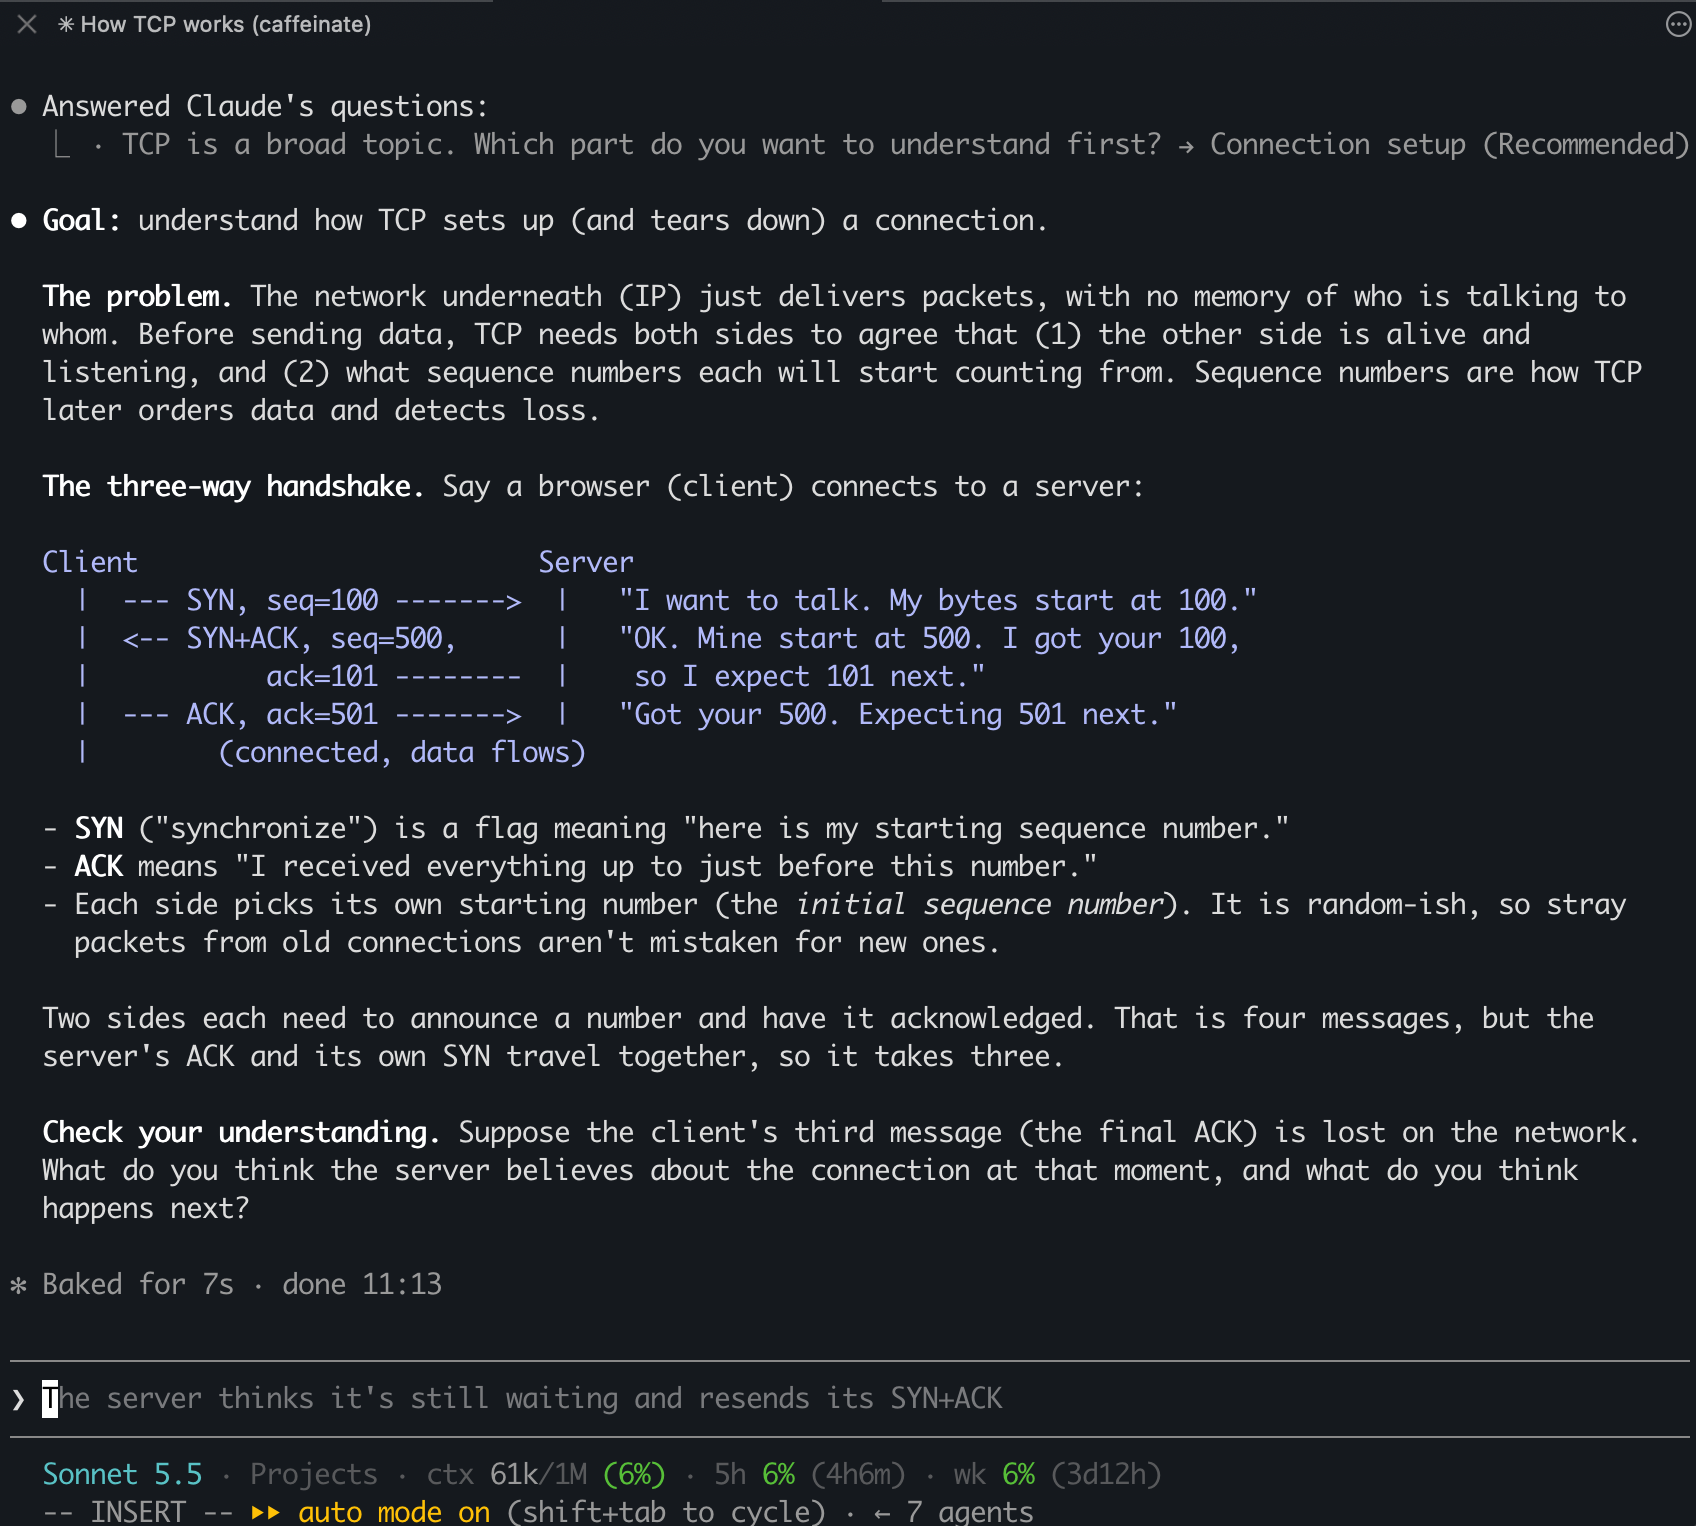 ✳ How TCP works (caffeinate)
● Answered Claude's questions:
⎿ · TCP is a broad topic. Which part do you want to understand first? → Connection setup (Recommended)
● Goal: understand how TCP sets up (and tears down) a connection.
The problem. The network underneath (IP) just delivers packets, with no memory of who is talking to
whom. Before sending data, TCP needs both sides to agree that (1) the other side is alive and
listening, and (2) what sequence numbers each will start counting from. Sequence numbers are how TCP
later orders data and detects loss.
The three-way handshake. Say a browser (client) connects to a server:
Client                         Server
  |  --- SYN, seq=100 ------->  |   "I want to talk. My bytes start at 100."
  |  <-- SYN+ACK, seq=500,      |   "OK. Mine start at 500. I got your 100,
  |           ack=101 --------  |    so I expect 101 next."
  |  --- ACK, ack=501 ------->  |   "Got your 500. Expecting 501 next."
  |        (connected, data flows)
- SYN ("synchronize") is a flag meaning "here is my starting sequence number."
- ACK means "I received everything up to just before this number."
- Each side picks its own starting number (the initial sequence number). It is random-ish, so stray
packets from old connections aren't mistaken for new ones.
Two sides each need to announce a number and have it acknowledged. That is four messages, but the
server's ACK and its own SYN travel together, so it takes three.
Check your understanding. Suppose the client's third message (the final ACK) is lost on the network.
What do you think the server believes about the connection at that moment, and what do you think
happens next?
✻ Baked for 7s · done 11:13
❯ The server thinks it's still waiting and resends its SYN+ACK
Sonnet 5.5 · Projects · ctx 61k/1M (6%) · 5h 6% (4h6m) · wk 6% (3d12h)
-- INSERT -- ⏵⏵ auto mode on (shift+tab to cycle) · ← 7 agents